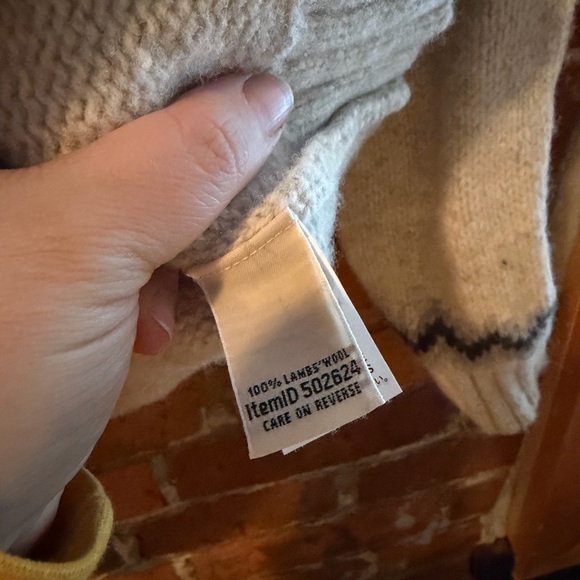 100% LAMBS' WOOL
ItemID 502624
CARE ON REVERSE